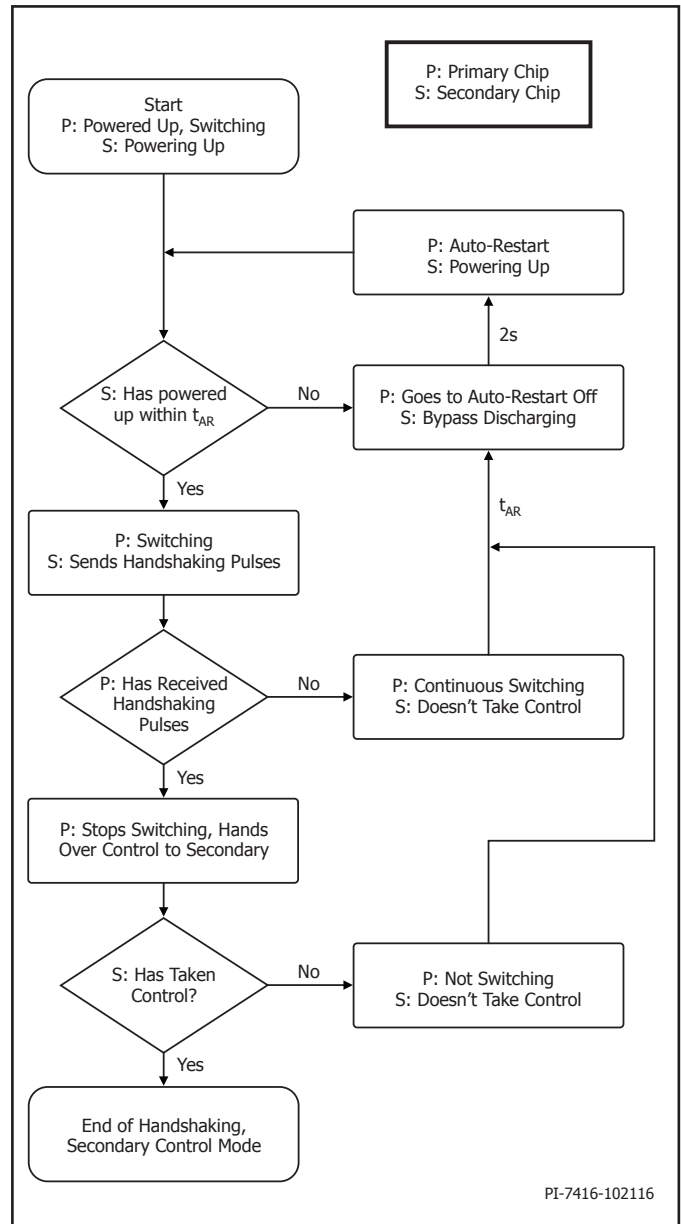 P: Primary Chip
S: Secondary Chip
Start
P: Powered Up, Switching
S: Powering Up
P: Auto-Restart
S: Powering Up
2s
S: Has powered
up within tAR
No
P: Goes to Auto-Restart Off
S: Bypass Discharging
Yes
tAR
P: Switching
S: Sends Handshaking Pulses
P: Has Received
Handshaking
Pulses
No
P: Continuous Switching
S: Doesn't Take Control
Yes
P: Stops Switching, Hands
Over Control to Secondary
S: Has Taken
Control?
No
P: Not Switching
S: Doesn't Take Control
Yes
End of Handshaking,
Secondary Control Mode
PI-7416-102116